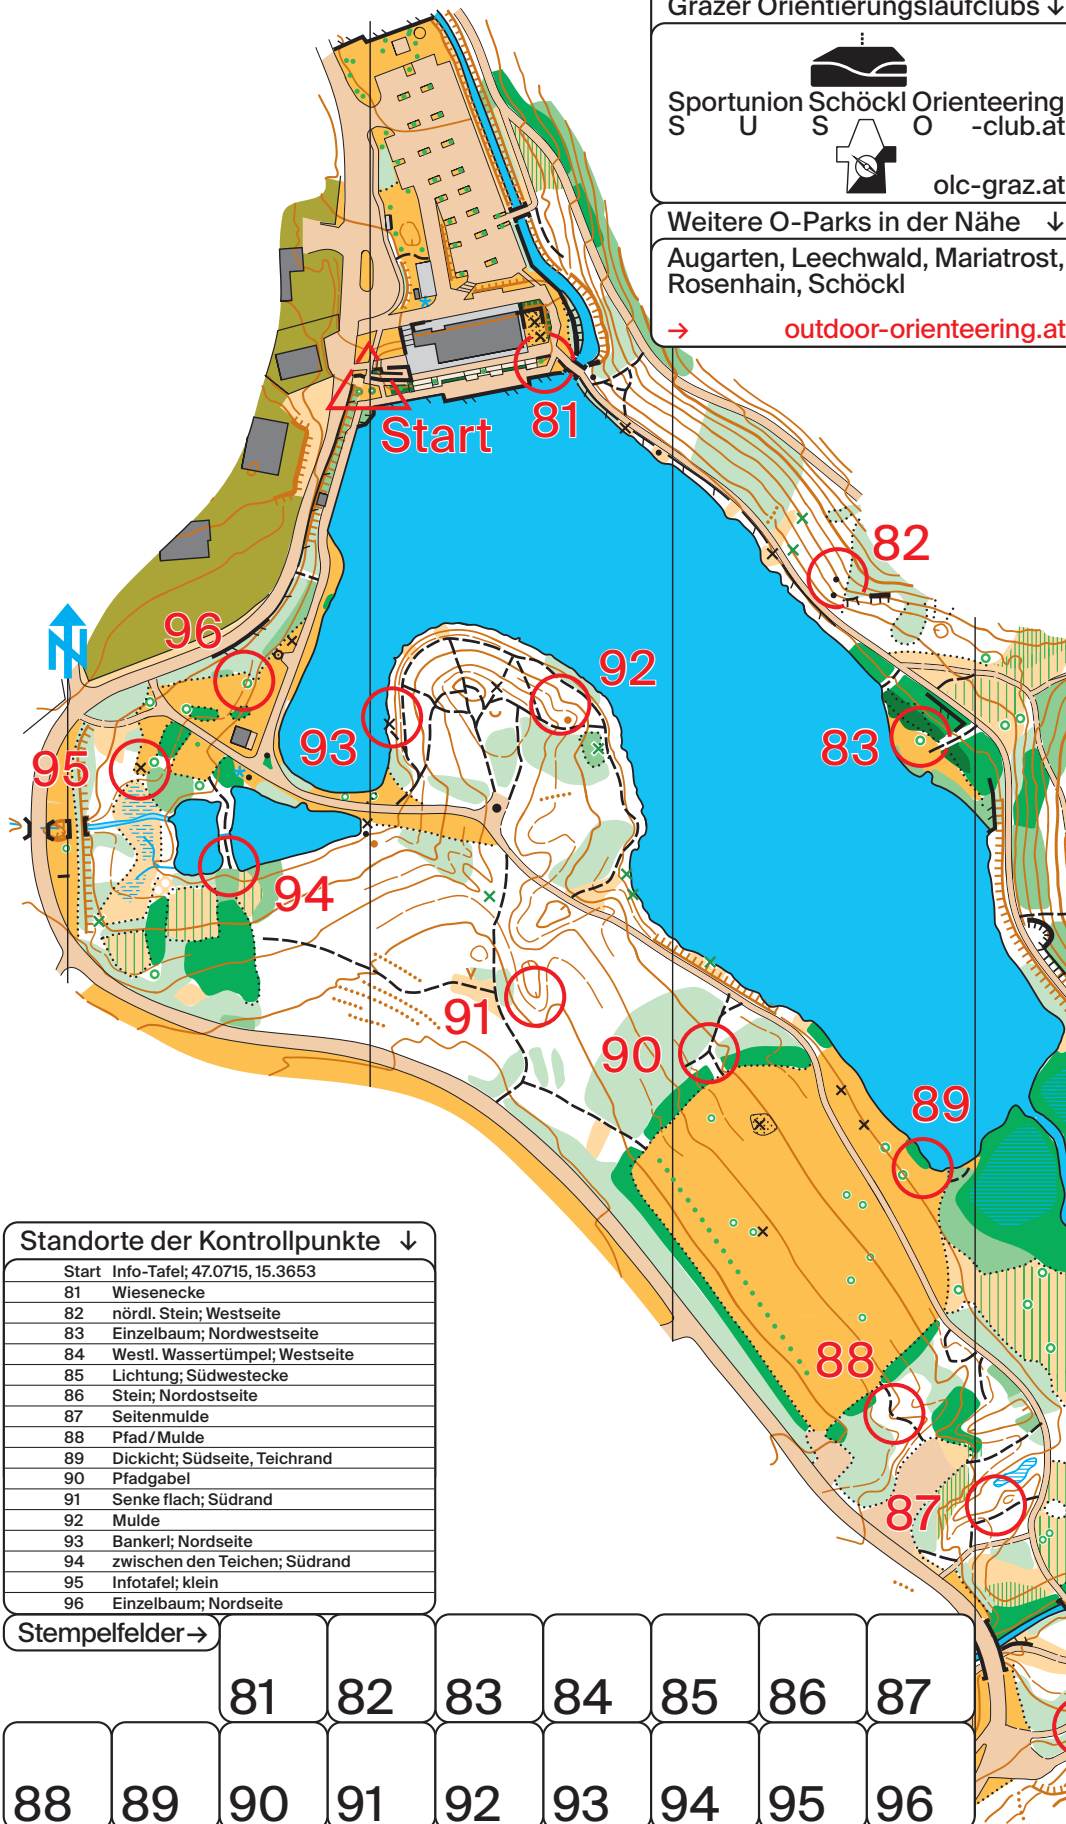 Grazer Orientierungslaufclubs ↓
Sportunion Schöckl Orienteering
S U S O -club.at
olc-graz.at
Weitere O-Parks in der Nähe ↓
Augarten, Leechwald, Mariatrost,
Rosenhain, Schöckl
→ outdoor-orienteering.at
81
Start
82
N
96
92
93
83
95
94
91
90
89
88
87
Standorte der Kontrollpunkte ↓
Start Info-Tafel; 47.0715, 15.3653
81 Wiesenecke
82 nördl. Stein; Westseite
83 Einzelbaum; Nordwestseite
84 Westl. Wassertümpel; Westseite
85 Lichtung; Südwestecke
86 Stein; Nordostseite
87 Seitenmulde
88 Pfad/Mulde
89 Dickicht; Südseite, Teichrand
90 Pfadgabel
91 Senke flach; Südrand
92 Mulde
93 Bankerl; Nordseite
94 zwischen den Teichen; Südrand
95 Infotafel; klein
96 Einzelbaum; Nordseite
Stempelfelder→
81 82 83 84 85 86 87
88 89 90 91 92 93 94 95 96